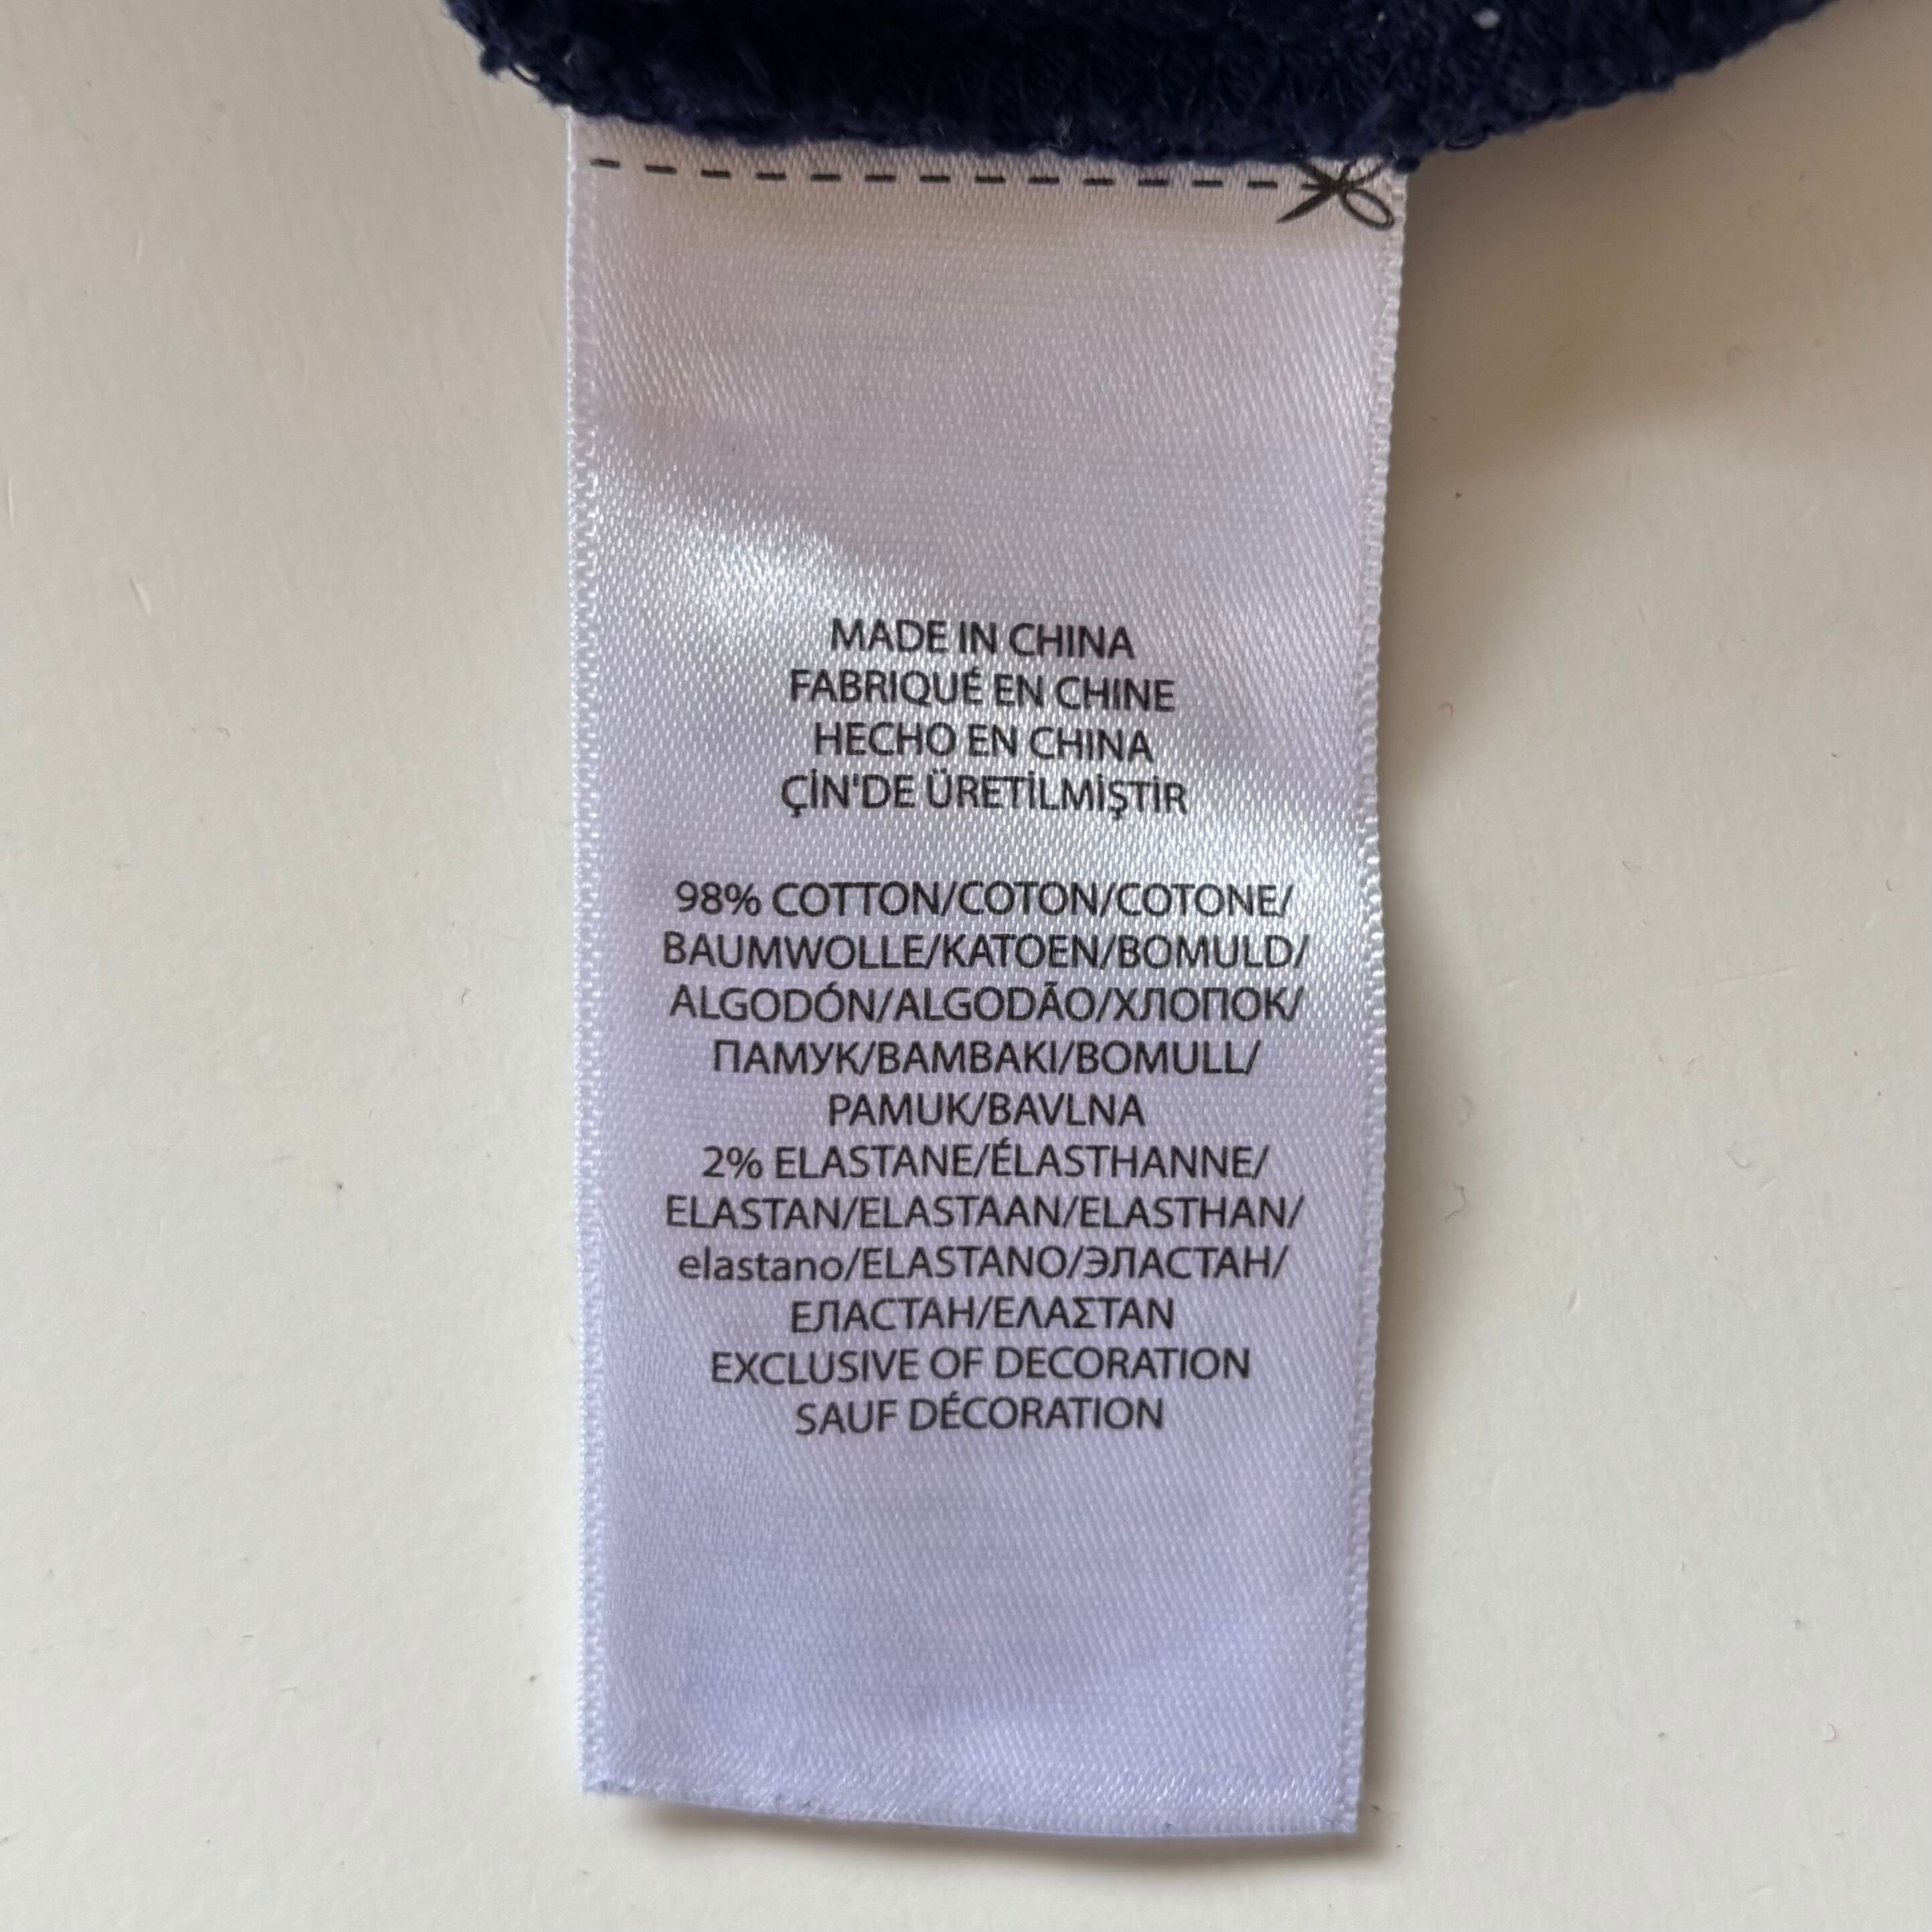 MADE IN CHINA
FABRIQUÉ EN CHINE
HECHO EN CHINA
ÇİN'DE ÜRETİLMİŞTİR
98% COTTON/COTON/COTONE/
BAUMWOLLE/KATOEN/BOMULD/
ALGODÓN/ALGODÃO/ХЛОПОК/
ПАМУК/BAMBAKI/BOMULL/
PAMUK/BAVLNA
2% ELASTANE/ÉLASTHANNE/
ELASTAN/ELASTAAN/ELASTHAN/
elastano/ELASTANO/ЭЛАСТАН/
ЕЛАСТАН/ΕΛΑΣΤΑΝ
EXCLUSIVE OF DECORATION
SAUF DÉCORATION